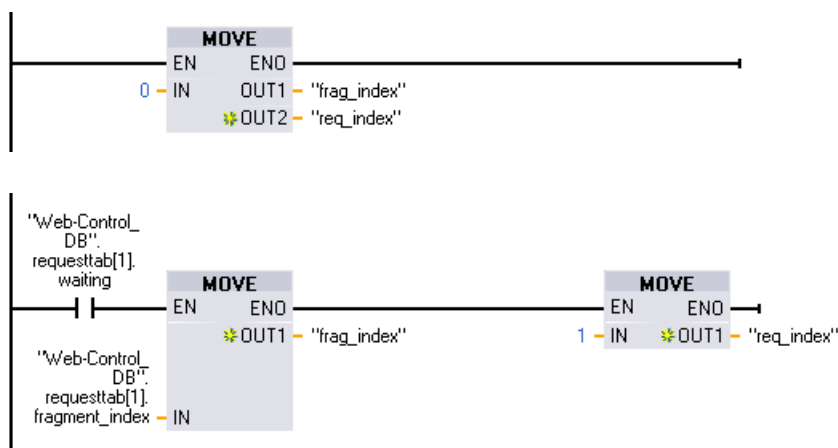 MOVE
EN ENO
0 IN OUT1 "frag_index"
OUT2 "req_index"
"Web-Control_
DB".
requesttab[1].
waiting
MOVE
EN ENO
OUT1 "frag_index"
"Web-Control_
DB".
requesttab[1].
fragment_index IN
MOVE
EN ENO
1 IN OUT1 "req_index"